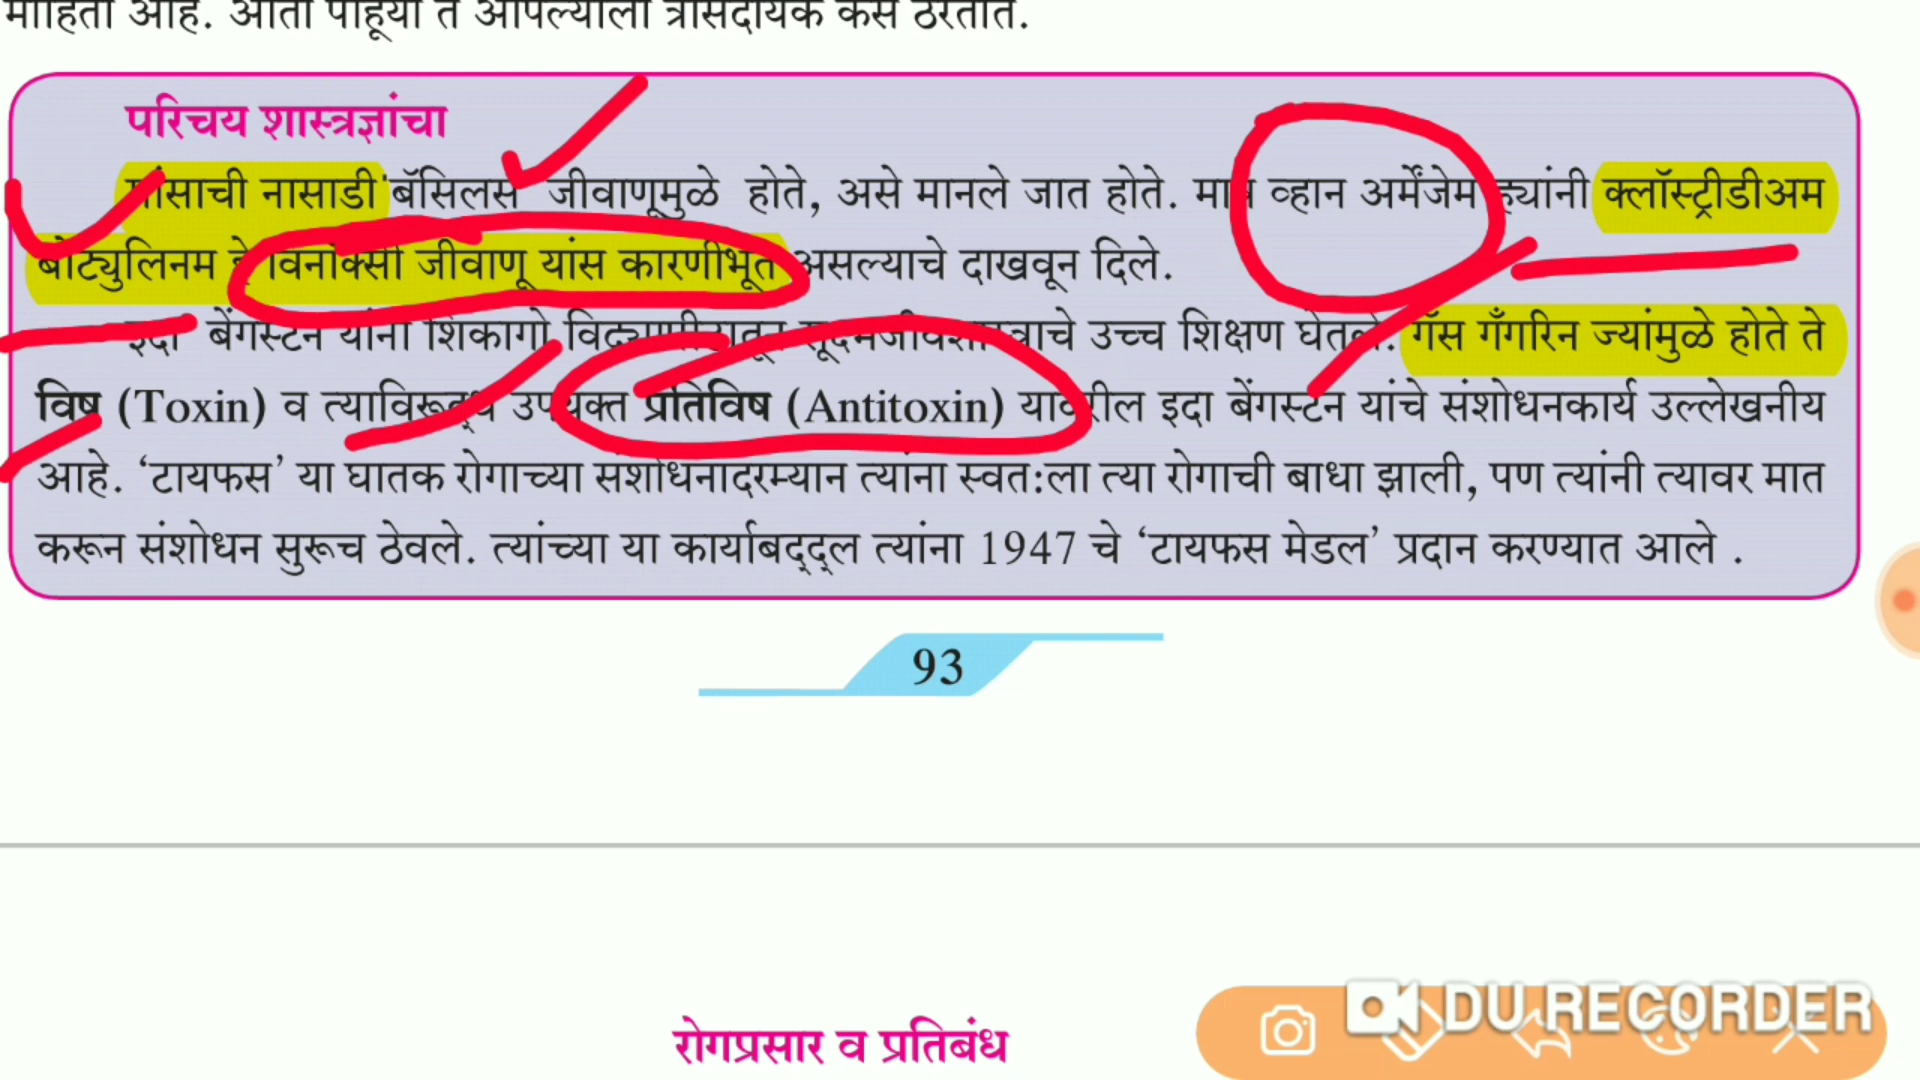 माहिती आहे. आता पाहूया ते आपल्याला त्रासदायक कसे ठरतात.
परिचय शास्त्रज्ञांचा
मांसाची नासाडी बॅसिलस जीवाणूमुळे होते, असे मानले जात होते. मात्र व्हान अर्मेंजेम ह्यांनी क्लॉस्ट्रीडीअम
बोट्युलिनम हे विनॉक्सी जीवाणू यांस कारणीभूत असल्याचे दाखवून दिले.
इदा बेंगस्टन यांनी शिकागो विद्यापीठातून सूक्ष्मजीवशास्त्राचे उच्च शिक्षण घेतले. गॅस गँगरिन ज्यांमुळे होते ते
विष (Toxin) व त्याविरूद्ध उपयुक्त प्रतिविष (Antitoxin) यावरील इदा बेंगस्टन यांचे संशोधनकार्य उल्लेखनीय
आहे. ‘टायफस’ या घातक रोगाच्या संशोधनादरम्यान त्यांना स्वत:ला त्या रोगाची बाधा झाली, पण त्यांनी त्यावर मात
करून संशोधन सुरूच ठेवले. त्यांच्या या कार्याबद्द्ल त्यांना 1947 चे ‘टायफस मेडल’ प्रदान करण्यात आले .
93
रोगप्रसार व प्रतिबंध
DU RECORDER